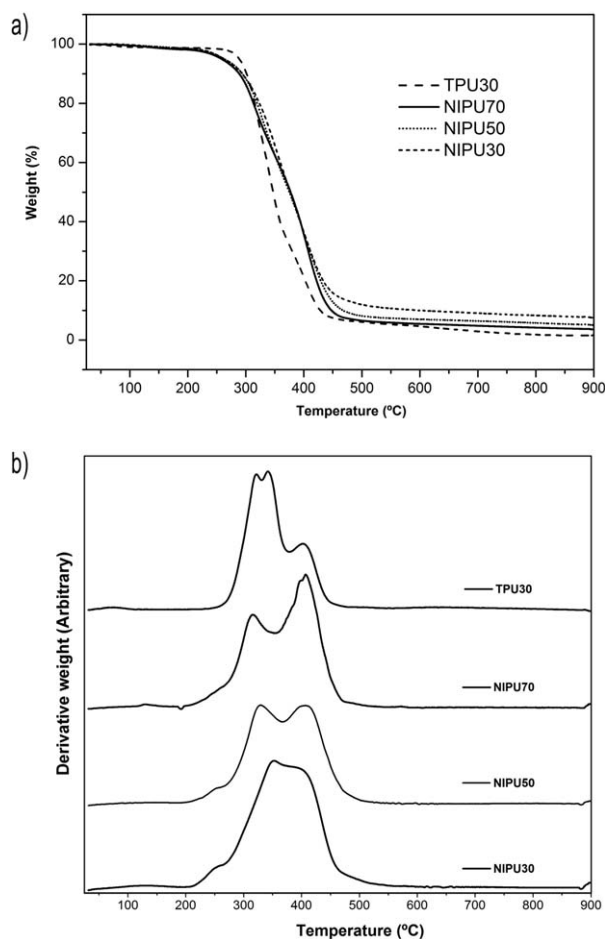 a)
100
80
60
40
20
0
Weight (%)
TPU30
NIPU70
NIPU50
NIPU30
100 200 300 400 500 600 700 800 900
Temperature (ºC)
b)
Derivative weight (Arbitrary)
TPU30
NIPU70
NIPU50
NIPU30
100 200 300 400 500 600 700 800 900
Temperature (ºC)